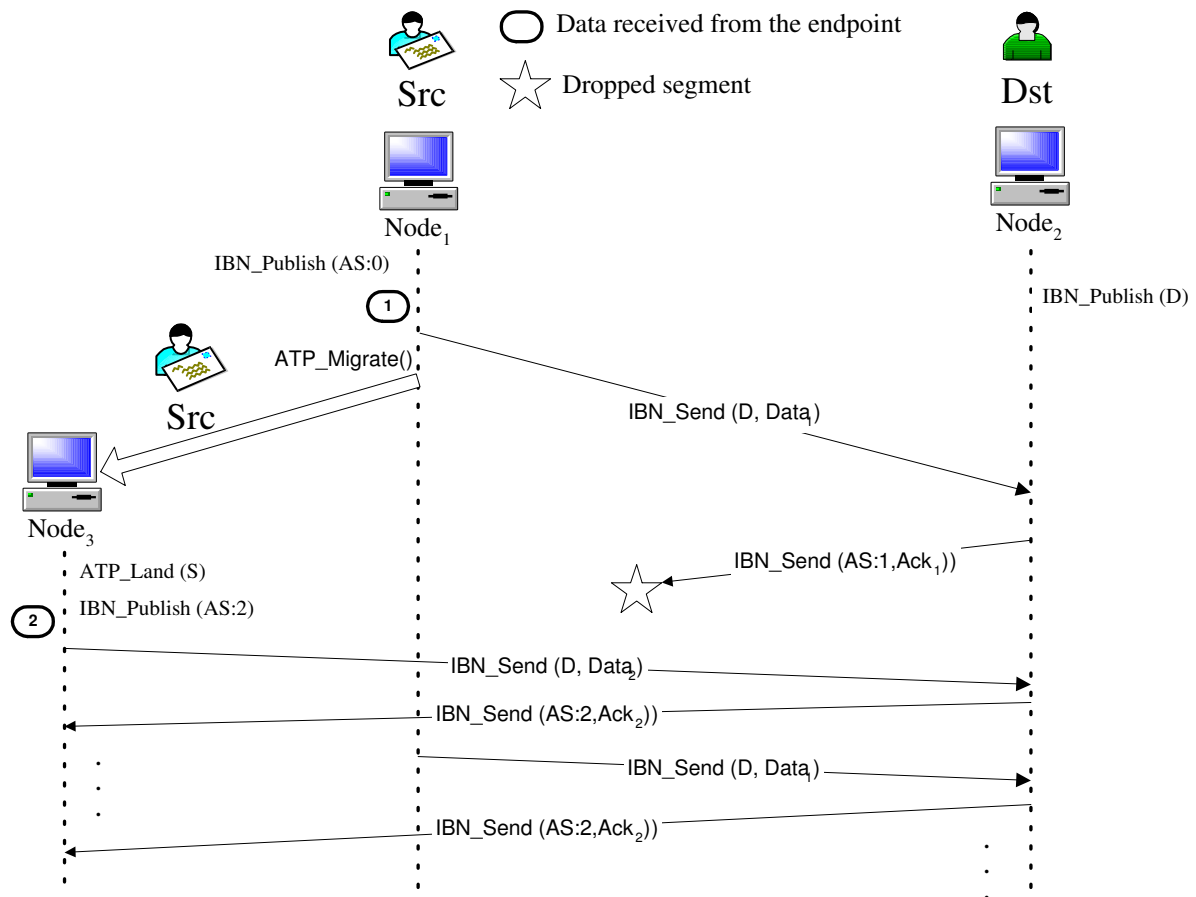 Data received from the endpoint
Dropped segment
Src
Dst
Node1
Node2
IBN_Publish (AS:0)
IBN_Publish (D)
1
ATP_Migrate()
Src
IBN_Send (D, Data1)
Node3
IBN_Send (AS:1,Ack1))
ATP_Land (S)
IBN_Publish (AS:2)
2
IBN_Send (D, Data2)
IBN_Send (AS:2,Ack2))
IBN_Send (D, Data1)
IBN_Send (AS:2,Ack2))